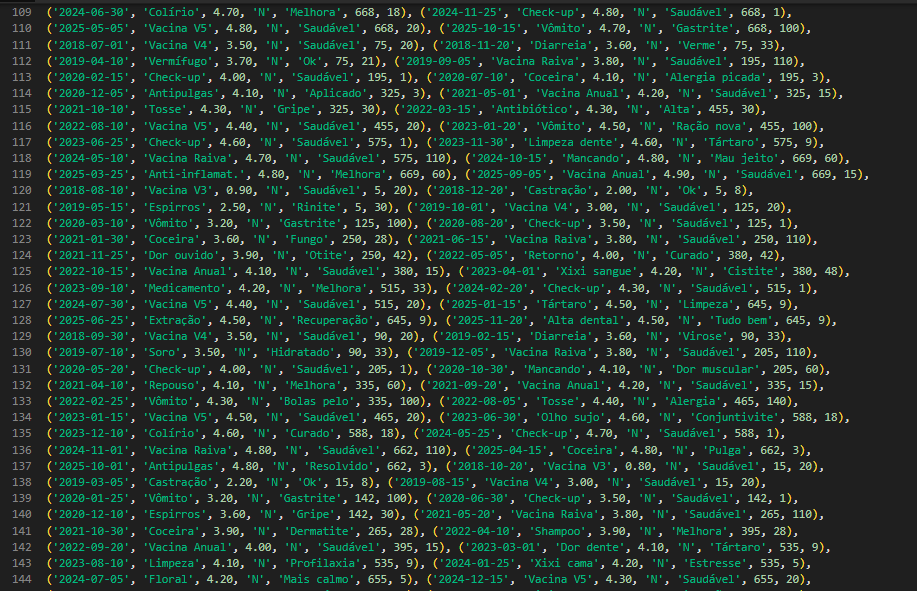 109 ('2024-06-30', 'Colírio', 4.70, 'N', 'Melhora', 668, 18), ('2024-11-25', 'Check-up', 4.80, 'N', 'Saudável', 668, 1),
110 ('2025-05-05', 'Vacina V5', 4.80, 'N', 'Saudável', 668, 20), ('2025-10-15', 'Vômito', 4.70, 'N', 'Gastrite', 668, 100),
111 ('2018-07-01', 'Vacina V4', 3.50, 'N', 'Saudável', 75, 20), ('2018-11-20', 'Diarreia', 3.60, 'N', 'Verme', 75, 33),
112 ('2019-04-10', 'Vermífugo', 3.70, 'N', 'Ok', 75, 21), ('2019-09-05', 'Vacina Raiva', 3.80, 'N', 'Saudável', 195, 110),
113 ('2020-02-15', 'Check-up', 4.00, 'N', 'Saudável', 195, 1), ('2020-07-10', 'Coceira', 4.10, 'N', 'Alergia picada', 195, 3),
114 ('2020-12-05', 'Antipulgas', 4.10, 'N', 'Aplicado', 325, 3), ('2021-05-01', 'Vacina Anual', 4.20, 'N', 'Saudável', 325, 15),
115 ('2021-10-10', 'Tosse', 4.30, 'N', 'Gripe', 325, 30), ('2022-03-15', 'Antibiótico', 4.30, 'N', 'Alta', 455, 30),
116 ('2022-08-10', 'Vacina V5', 4.40, 'N', 'Saudável', 455, 20), ('2023-01-20', 'Vômito', 4.50, 'N', 'Ração nova', 455, 100),
117 ('2023-06-25', 'Check-up', 4.60, 'N', 'Saudável', 575, 1), ('2023-11-30', 'Limpeza dente', 4.60, 'N', 'Tártaro', 575, 9),
118 ('2024-05-10', 'Vacina Raiva', 4.70, 'N', 'Saudável', 575, 110), ('2024-10-15', 'Mancando', 4.80, 'N', 'Mau jeito', 669, 60),
119 ('2025-03-25', 'Anti-inflamat.', 4.80, 'N', 'Melhora', 669, 60), ('2025-09-05', 'Vacina Anual', 4.90, 'N', 'Saudável', 669, 15),
120 ('2018-08-10', 'Vacina V3', 0.90, 'N', 'Saudável', 5, 20), ('2018-12-20', 'Castração', 2.00, 'N', 'Ok', 5, 8),
121 ('2019-05-15', 'Espirros', 2.50, 'N', 'Rinite', 5, 30), ('2019-10-01', 'Vacina V4', 3.00, 'N', 'Saudável', 125, 20),
122 ('2020-03-10', 'Vômito', 3.20, 'N', 'Gastrite', 125, 100), ('2020-08-20', 'Check-up', 3.50, 'N', 'Saudável', 125, 1),
123 ('2021-01-30', 'Coceira', 3.60, 'N', 'Fungo', 250, 28), ('2021-06-15', 'Vacina Raiva', 3.80, 'N', 'Saudável', 250, 110),
124 ('2021-11-25', 'Dor ouvido', 3.90, 'N', 'Otite', 250, 42), ('2022-05-05', 'Retorno', 4.00, 'N', 'Curado', 380, 42),
125 ('2022-10-15', 'Vacina Anual', 4.10, 'N', 'Saudável', 380, 15), ('2023-04-01', 'Xixi sangue', 4.20, 'N', 'Cistite', 380, 48),
126 ('2023-09-10', 'Medicamento', 4.20, 'N', 'Melhora', 515, 33), ('2024-02-20', 'Check-up', 4.30, 'N', 'Saudável', 515, 1),
127 ('2024-07-30', 'Vacina V5', 4.40, 'N', 'Saudável', 515, 20), ('2025-01-15', 'Tártaro', 4.50, 'N', 'Limpeza', 645, 9),
128 ('2025-06-25', 'Extração', 4.50, 'N', 'Recuperação', 645, 9), ('2025-11-20', 'Alta dental', 4.50, 'N', 'Tudo bem', 645, 9),
129 ('2018-09-30', 'Vacina V4', 3.50, 'N', 'Saudável', 90, 20), ('2019-02-15', 'Diarreia', 3.60, 'N', 'Virose', 90, 33),
130 ('2019-07-10', 'Soro', 3.50, 'N', 'Hidratado', 90, 33), ('2019-12-05', 'Vacina Raiva', 3.80, 'N', 'Saudável', 205, 110),
131 ('2020-05-20', 'Check-up', 4.00, 'N', 'Saudável', 205, 1), ('2020-10-30', 'Mancando', 4.10, 'N', 'Dor muscular', 205, 60),
132 ('2021-04-10', 'Repouso', 4.10, 'N', 'Melhora', 335, 60), ('2021-09-20', 'Vacina Anual', 4.20, 'N', 'Saudável', 335, 15),
133 ('2022-02-25', 'Vômito', 4.30, 'N', 'Bolas pelo', 335, 100), ('2022-08-05', 'Tosse', 4.40, 'N', 'Alergia', 465, 140),
134 ('2023-01-15', 'Vacina V5', 4.50, 'N', 'Saudável', 465, 20), ('2023-06-30', 'Olho sujo', 4.60, 'N', 'Conjuntivite', 588, 18),
135 ('2023-12-10', 'Colírio', 4.60, 'N', 'Curado', 588, 18), ('2024-05-25', 'Check-up', 4.70, 'N', 'Saudável', 588, 1),
136 ('2024-11-01', 'Vacina Raiva', 4.80, 'N', 'Saudável', 662, 110), ('2025-04-15', 'Coceira', 4.80, 'N', 'Pulga', 662, 3),
137 ('2025-10-01', 'Antipulgas', 4.80, 'N', 'Resolvido', 662, 3), ('2018-10-20', 'Vacina V3', 0.80, 'N', 'Saudável', 15, 20),
138 ('2019-03-05', 'Castração', 2.20, 'N', 'Ok', 15, 8), ('2019-08-15', 'Vacina V4', 3.00, 'N', 'Saudável', 15, 20),
139 ('2020-01-25', 'Vômito', 3.20, 'N', 'Gastrite', 142, 100), ('2020-06-30', 'Check-up', 3.50, 'N', 'Saudável', 142, 1),
140 ('2020-12-10', 'Espirros', 3.60, 'N', 'Gripe', 142, 30), ('2021-05-20', 'Vacina Raiva', 3.80, 'N', 'Saudável', 265, 110),
141 ('2021-10-30', 'Coceira', 3.90, 'N', 'Dermatite', 265, 28), ('2022-04-10', 'Shampoo', 3.90, 'N', 'Melhora', 395, 28),
142 ('2022-09-20', 'Vacina Anual', 4.00, 'N', 'Saudável', 395, 15), ('2023-03-01', 'Dor dente', 4.10, 'N', 'Tártaro', 535, 9),
143 ('2023-08-10', 'Limpeza', 4.10, 'N', 'Profilaxia', 535, 9), ('2024-01-25', 'Xixi cama', 4.20, 'N', 'Estresse', 535, 5),
144 ('2024-07-05', 'Floral', 4.20, 'N', 'Mais calmo', 655, 5), ('2024-12-15', 'Vacina V5', 4.30, 'N', 'Saudável', 655, 20),